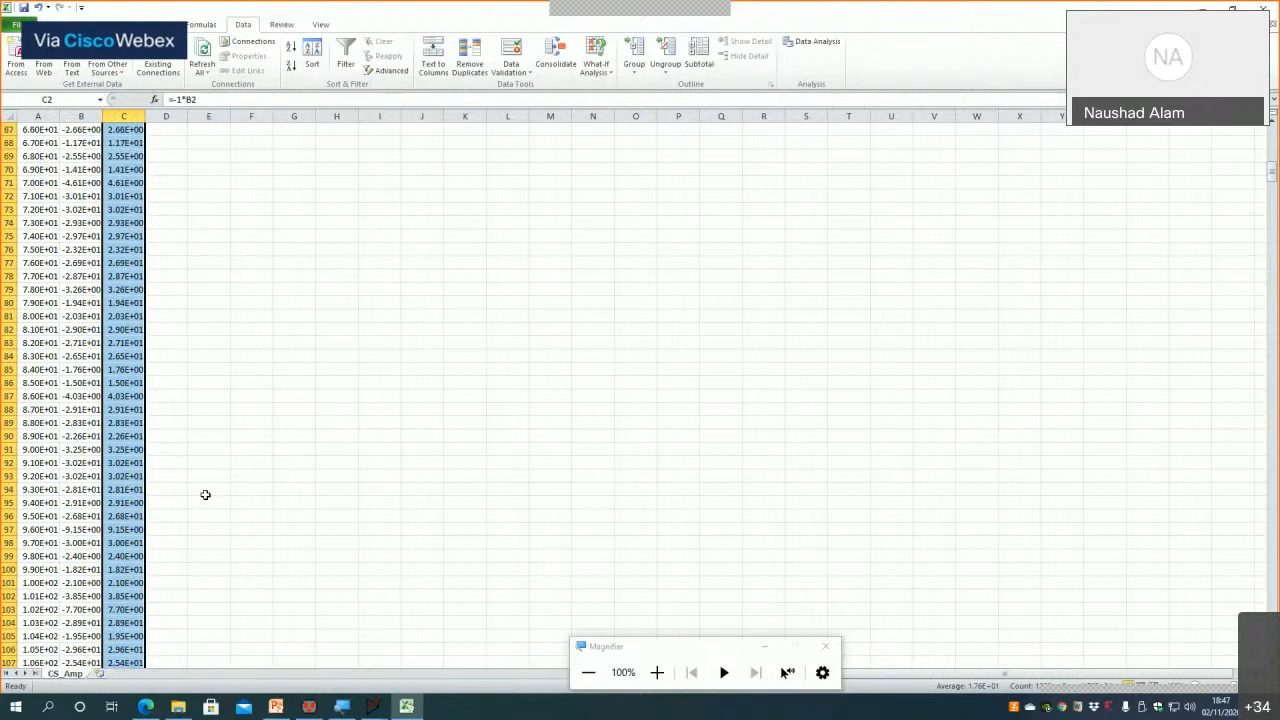 Via Cisco Webex
Formulas Data Review View
From Access
From Web
From Text
From Other Sources
Existing Connections
Refresh All
Connections
Properties
Edit Links
Sort
Filter
Clear
Reapply
Advanced
Text to Columns
Remove Duplicates
Data Validation
Consolidate
What-If Analysis
Group
Ungroup
Subtotal
Show Detail
Hide Detail
Data Analysis
Get External Data
Connections
Sort & Filter
Data Tools
Outline
Analysis
NA
Naushad Alam
C2 fx =-1*B2
A B C D E F G H I J K L M N O P Q R S T U V W X Y
67 6.60E+01 -2.66E+00 2.66E+00
68 6.70E+01 -1.17E+01 1.17E+01
69 6.80E+01 -2.55E+00 2.55E+00
70 6.90E+01 -1.41E+01 1.41E+01
71 7.00E+01 -4.61E+01 4.61E+01
72 7.10E+01 -3.01E+01 3.01E+01
73 7.20E+01 -3.02E+01 3.02E+01
74 7.30E+01 -2.93E+00 2.93E+00
75 7.40E+01 -2.97E+01 2.97E+01
76 7.50E+01 -2.32E+01 2.32E+01
77 7.60E+01 -2.69E+01 2.69E+01
78 7.70E+01 -2.87E+01 2.87E+01
79 7.80E+01 -3.26E+01 3.26E+01
80 7.90E+01 -1.94E+01 1.94E+01
81 8.00E+01 -2.03E+01 2.03E+01
82 8.10E+01 -2.90E+01 2.90E+01
83 8.20E+01 -2.71E+01 2.71E+01
84 8.30E+01 -2.65E+01 2.65E+01
85 8.40E+01 -1.76E+01 1.76E+01
86 8.50E+01 -1.50E+01 1.50E+01
87 8.60E+01 -4.03E+01 4.03E+01
88 8.70E+01 -2.91E+01 2.91E+01
89 8.80E+01 -2.83E+01 2.83E+01
90 8.90E+01 -2.26E+01 2.26E+01
91 9.00E+01 -3.25E+00 3.25E+00
92 9.10E+01 -3.02E+01 3.02E+01
93 9.20E+01 -3.02E+01 3.02E+01
94 9.30E+01 -2.81E+01 2.81E+01
95 9.40E+01 -2.91E+00 2.91E+00
96 9.50E+01 -2.68E+01 2.68E+01
97 9.60E+01 -9.15E+00 9.15E+00
98 9.70E+01 -3.00E+01 3.00E+01
99 9.80E+01 -2.40E+00 2.40E+00
100 9.90E+01 -1.82E+01 1.82E+01
101 1.00E+02 -2.10E+00 2.10E+00
102 1.01E+02 -3.85E+00 3.85E+00
103 1.02E+02 -7.70E+00 7.70E+00
104 1.03E+02 -2.89E+01 2.89E+01
105 1.04E+02 -1.95E+01 1.95E+01
106 1.05E+02 -2.96E+01 2.96E+01
107 1.06E+02 -2.54E+01 2.54E+01
Magnifier
100%
CS_Amp
Ready
Average: 1.76E+01
18:47
+34